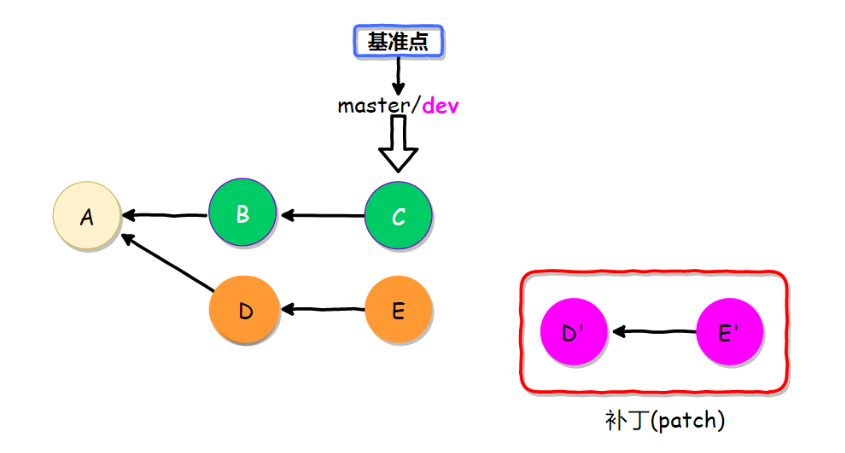 基准点
master/dev
A
B
C
D
E
D'
E'
补丁(patch)